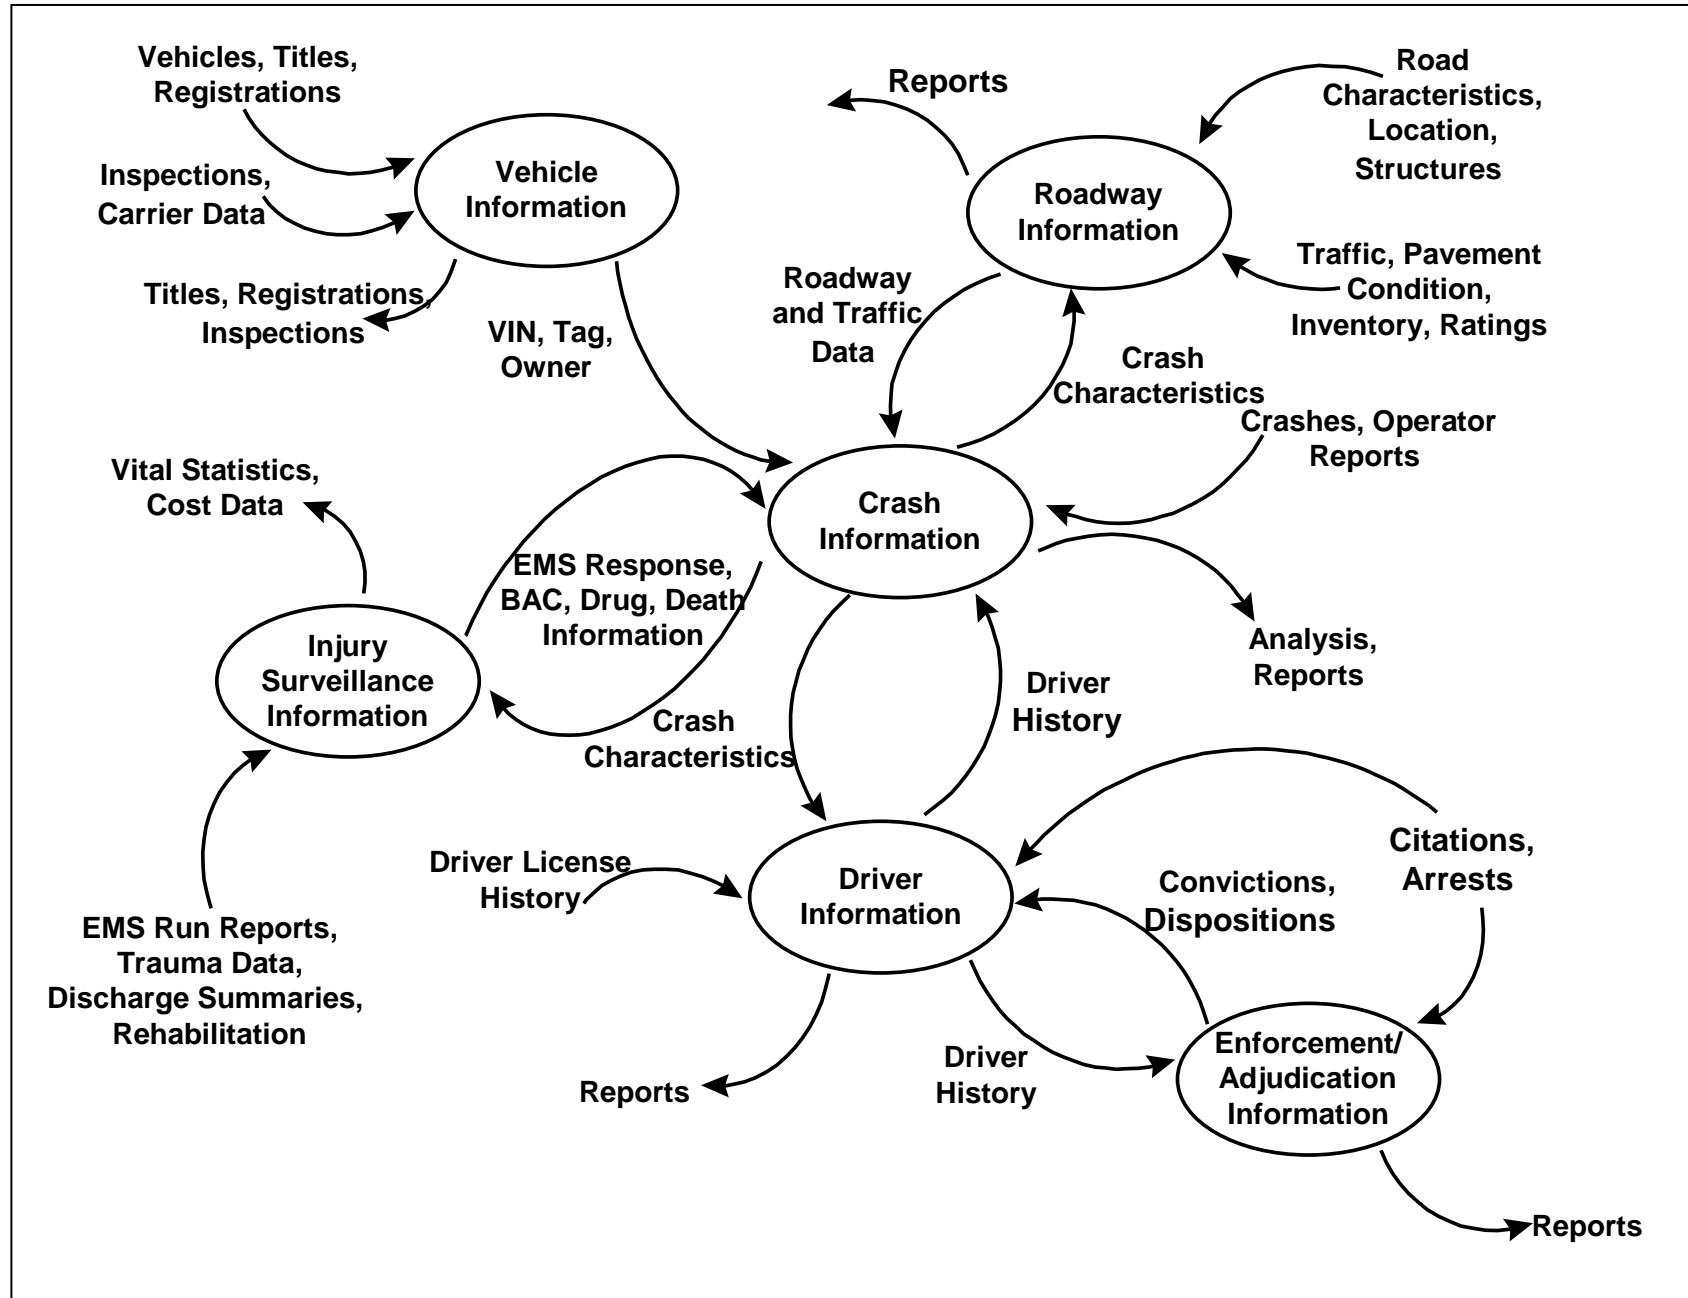 Vehicles, Titles,
Registrations
Inspections,
Carrier Data
Vehicle
Information
Titles, Registrations,
Inspections
VIN, Tag,
Owner
Reports
Road
Characteristics,
Location,
Structures
Roadway
Information
Traffic, Pavement
Condition,
Inventory, Ratings
Roadway
and Traffic
Data
Crash
Characteristics
Crashes, Operator
Reports
Vital Statistics,
Cost Data
Crash
Information
EMS Response,
BAC, Drug, Death
Information
Analysis,
Reports
Injury
Surveillance
Information
Crash
Characteristics
Driver
History
Driver License
History
Driver
Information
Citations,
Arrests
Convictions,
Dispositions
EMS Run Reports,
Trauma Data,
Discharge Summaries,
Rehabilitation
Reports
Driver
History
Enforcement/
Adjudication
Information
Reports